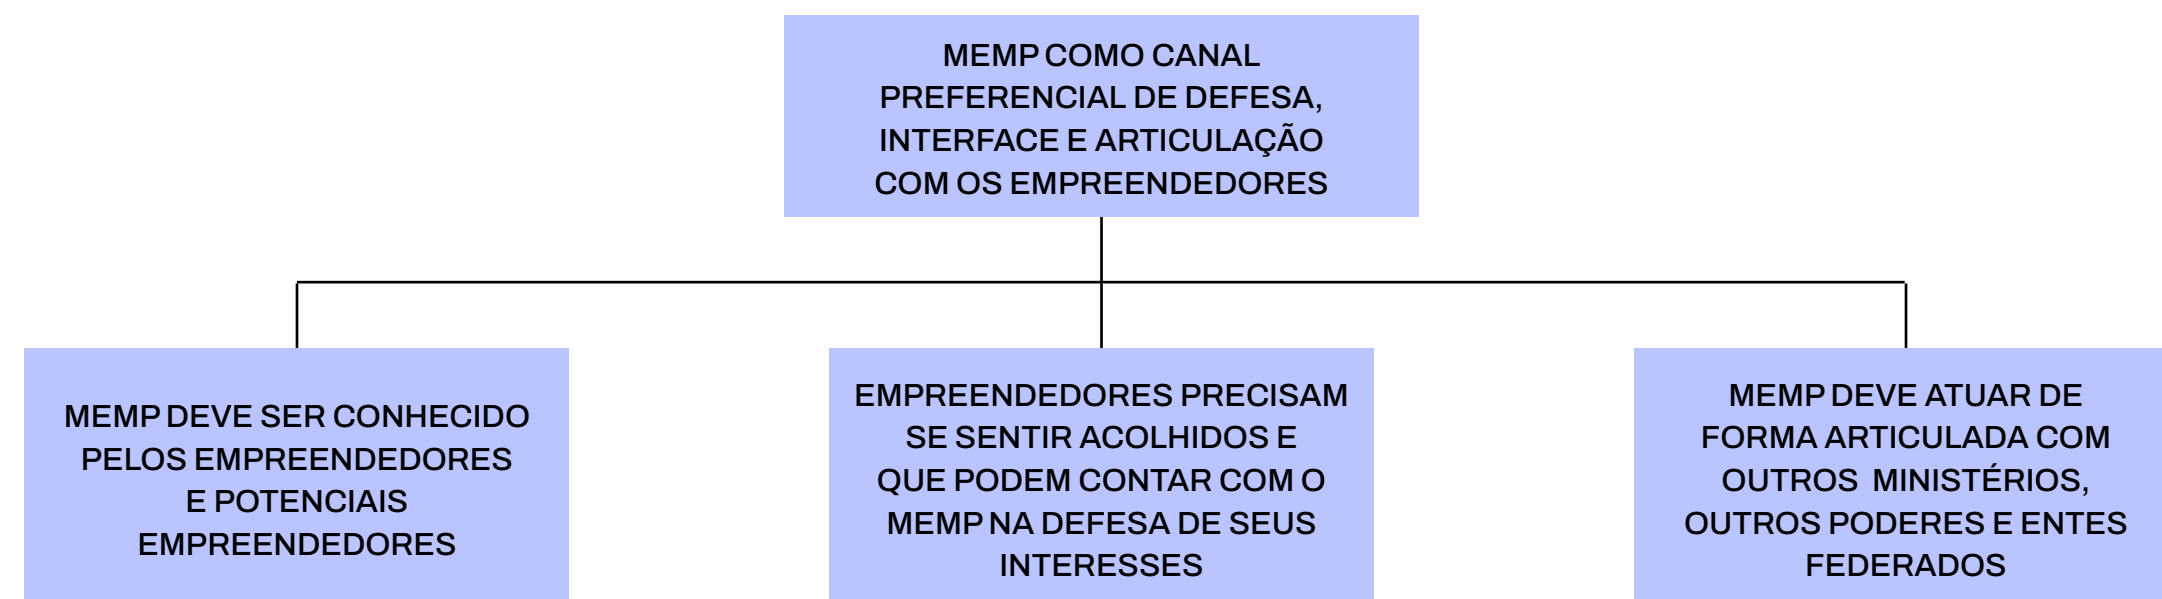 MEMP COMO CANAL
PREFERENCIAL DE DEFESA,
INTERFACE E ARTICULAÇÃO
COM OS EMPREENDEDORES
MEMP DEVE SER CONHECIDO
PELOS EMPREENDEDORES
E POTENCIAIS
EMPREENDEDORES
EMPREENDEDORES PRECISAM
SE SENTIR ACOLHIDOS E
QUE PODEM CONTAR COM O
MEMP NA DEFESA DE SEUS
INTERESSES
MEMP DEVE ATUAR DE
FORMA ARTICULADA COM
OUTROS MINISTÉRIOS,
OUTROS PODERES E ENTES
FEDERADOS